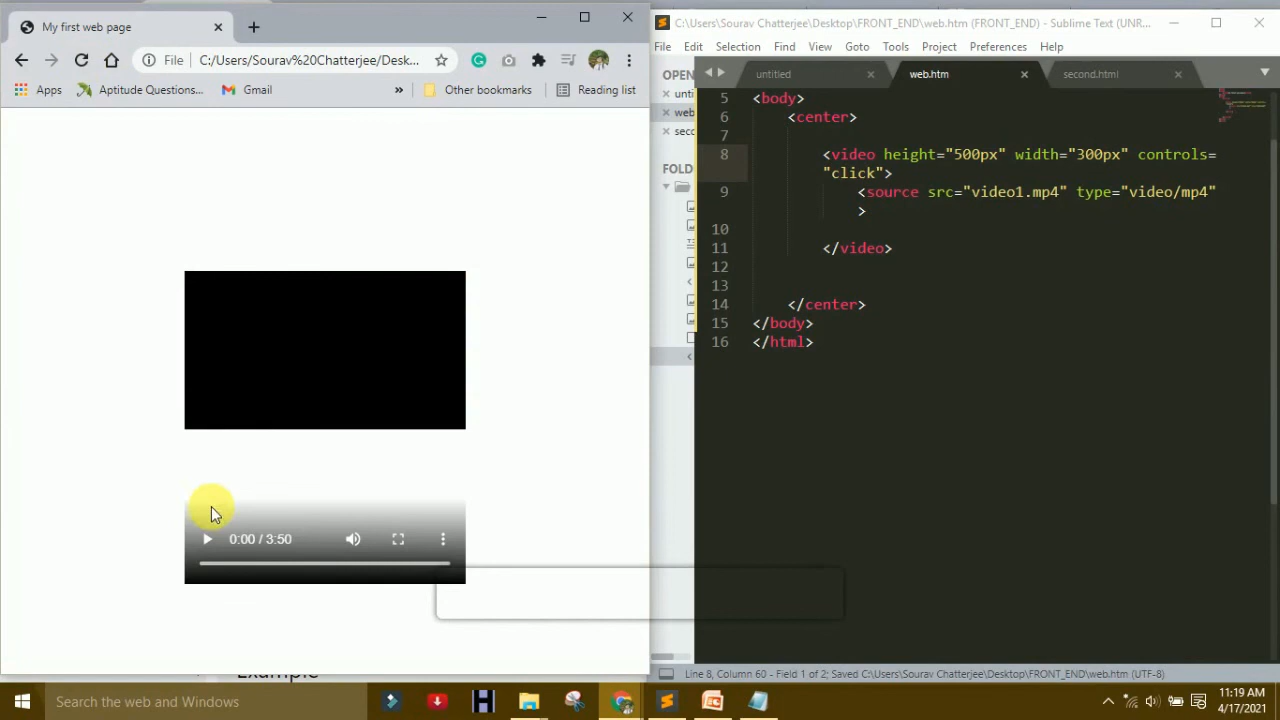 My first web page
File C:/Users/Sourav%20Chatterjee/Desk...
Apps Aptitude Questions... Gmail » Other bookmarks Reading list
0:00 / 3:50
C:\Users\Sourav Chatterjee\Desktop\FRONT_END\web.htm (FRONT_END) - Sublime Text (UNR...
File Edit Selection Find View Goto Tools Project Preferences Help
OPEN
unti
web
seco
FOLD
untitled web.htm second.html
5 <body>
6 <center>
7
8 <video height="500px" width="300px" controls=
"click">
9 <source src="video1.mp4" type="video/mp4"
>
10
11 </video>
12
13
14 </center>
15 </body>
16 </html>
Line 8, Column 60 - Field 1 of 2; Saved C:\Users\Sourav Chatterjee\Desktop\FRONT_END\web.htm (UTF-8)
Example
Search the web and Windows
11:19 AM
4/17/2021